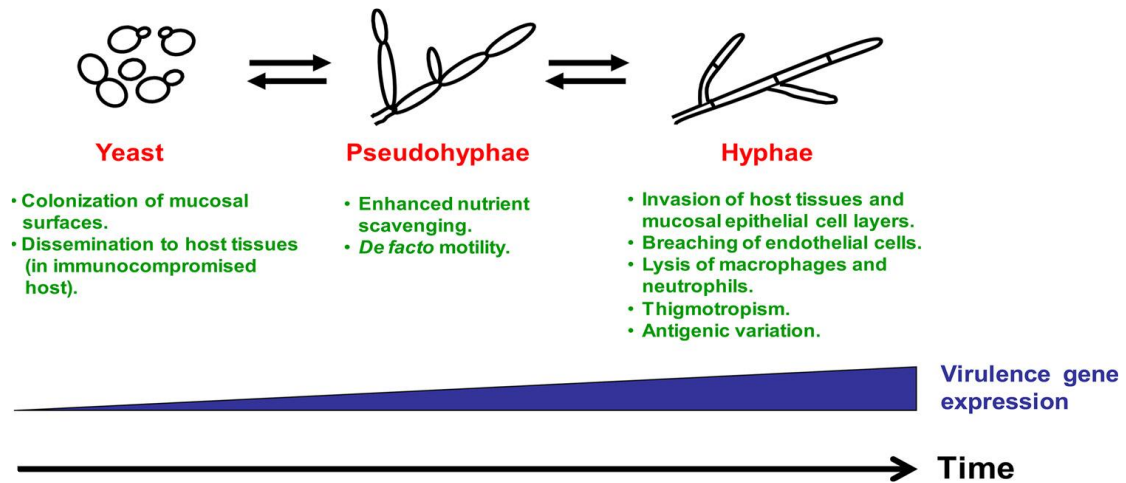 Yeast
• Colonization of mucosal
surfaces.
• Dissemination to host tissues
(in immunocompromised
host).
Pseudohyphae
• Enhanced nutrient
scavenging.
• De facto motility.
Hyphae
• Invasion of host tissues and
mucosal epithelial cell layers.
• Breaching of endothelial cells.
• Lysis of macrophages and
neutrophils.
• Thigmotropism.
• Antigenic variation.
Virulence gene
expression
Time